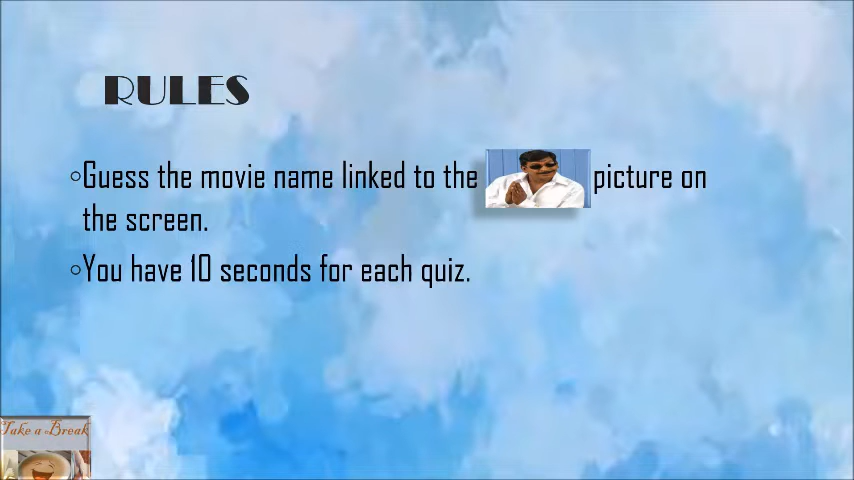 RULES
◦Guess the movie name linked to the picture on
the screen.
◦You have 10 seconds for each quiz.
Take a Break